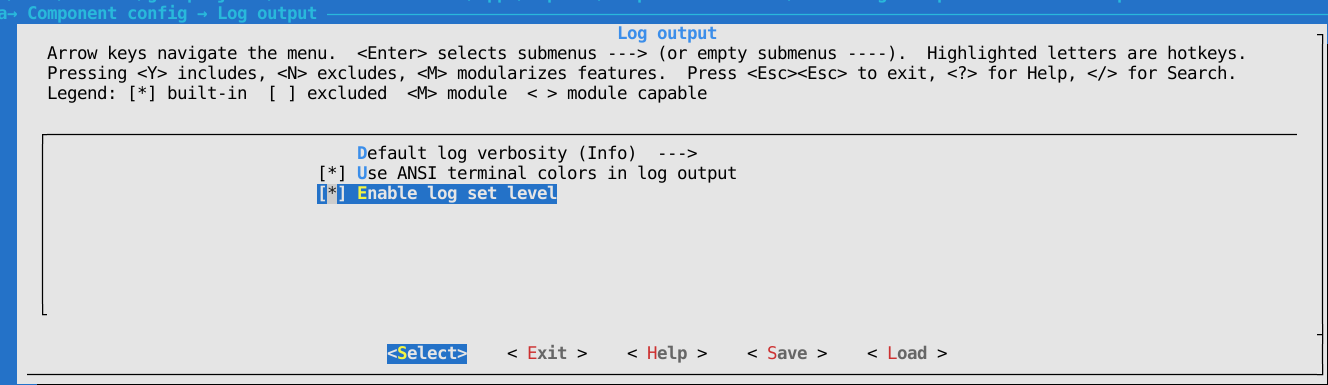 a→ Component config → Log output
Log output
Arrow keys navigate the menu.  <Enter> selects submenus ---> (or empty submenus ----).  Highlighted letters are hotkeys.
Pressing <Y> includes, <N> excludes, <M> modularizes features.  Press <Esc><Esc> to exit, <?> for Help, </> for Search.
Legend: [*] built-in  [ ] excluded  <M> module  < > module capable
Default log verbosity (Info)  --->
[*] Use ANSI terminal colors in log output
[*] Enable log set level
<Select>    < Exit >    < Help >    < Save >    < Load >